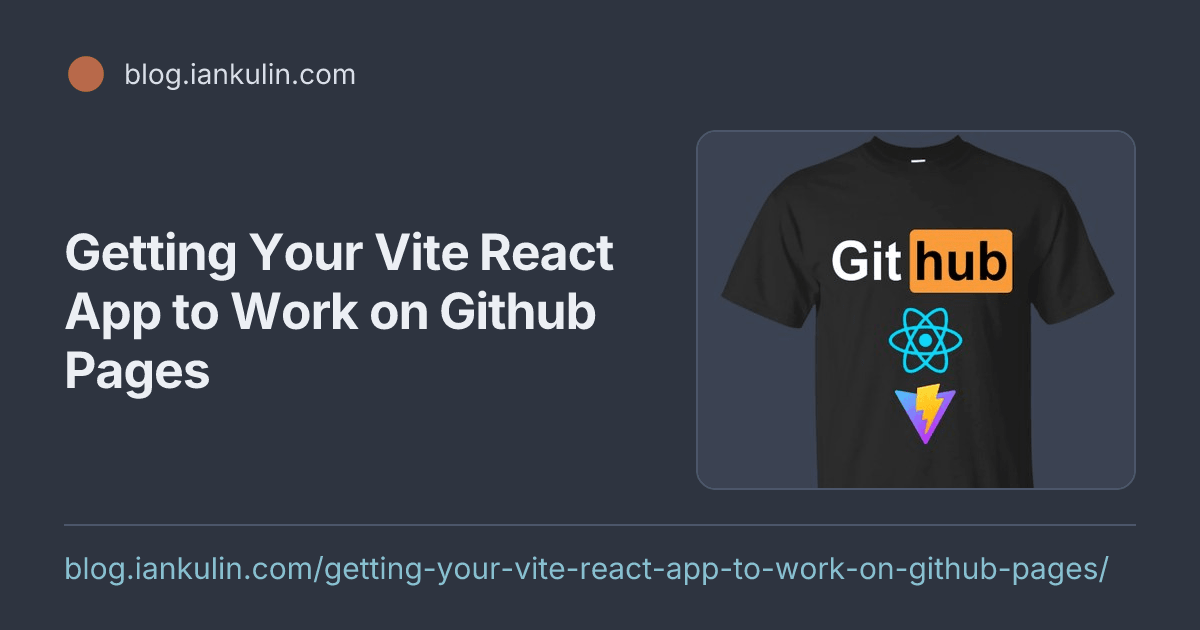 blog.iankulin.com
Getting Your Vite React
App to Work on Github
Pages
Git hub
blog.iankulin.com/getting-your-vite-react-app-to-work-on-github-pages/